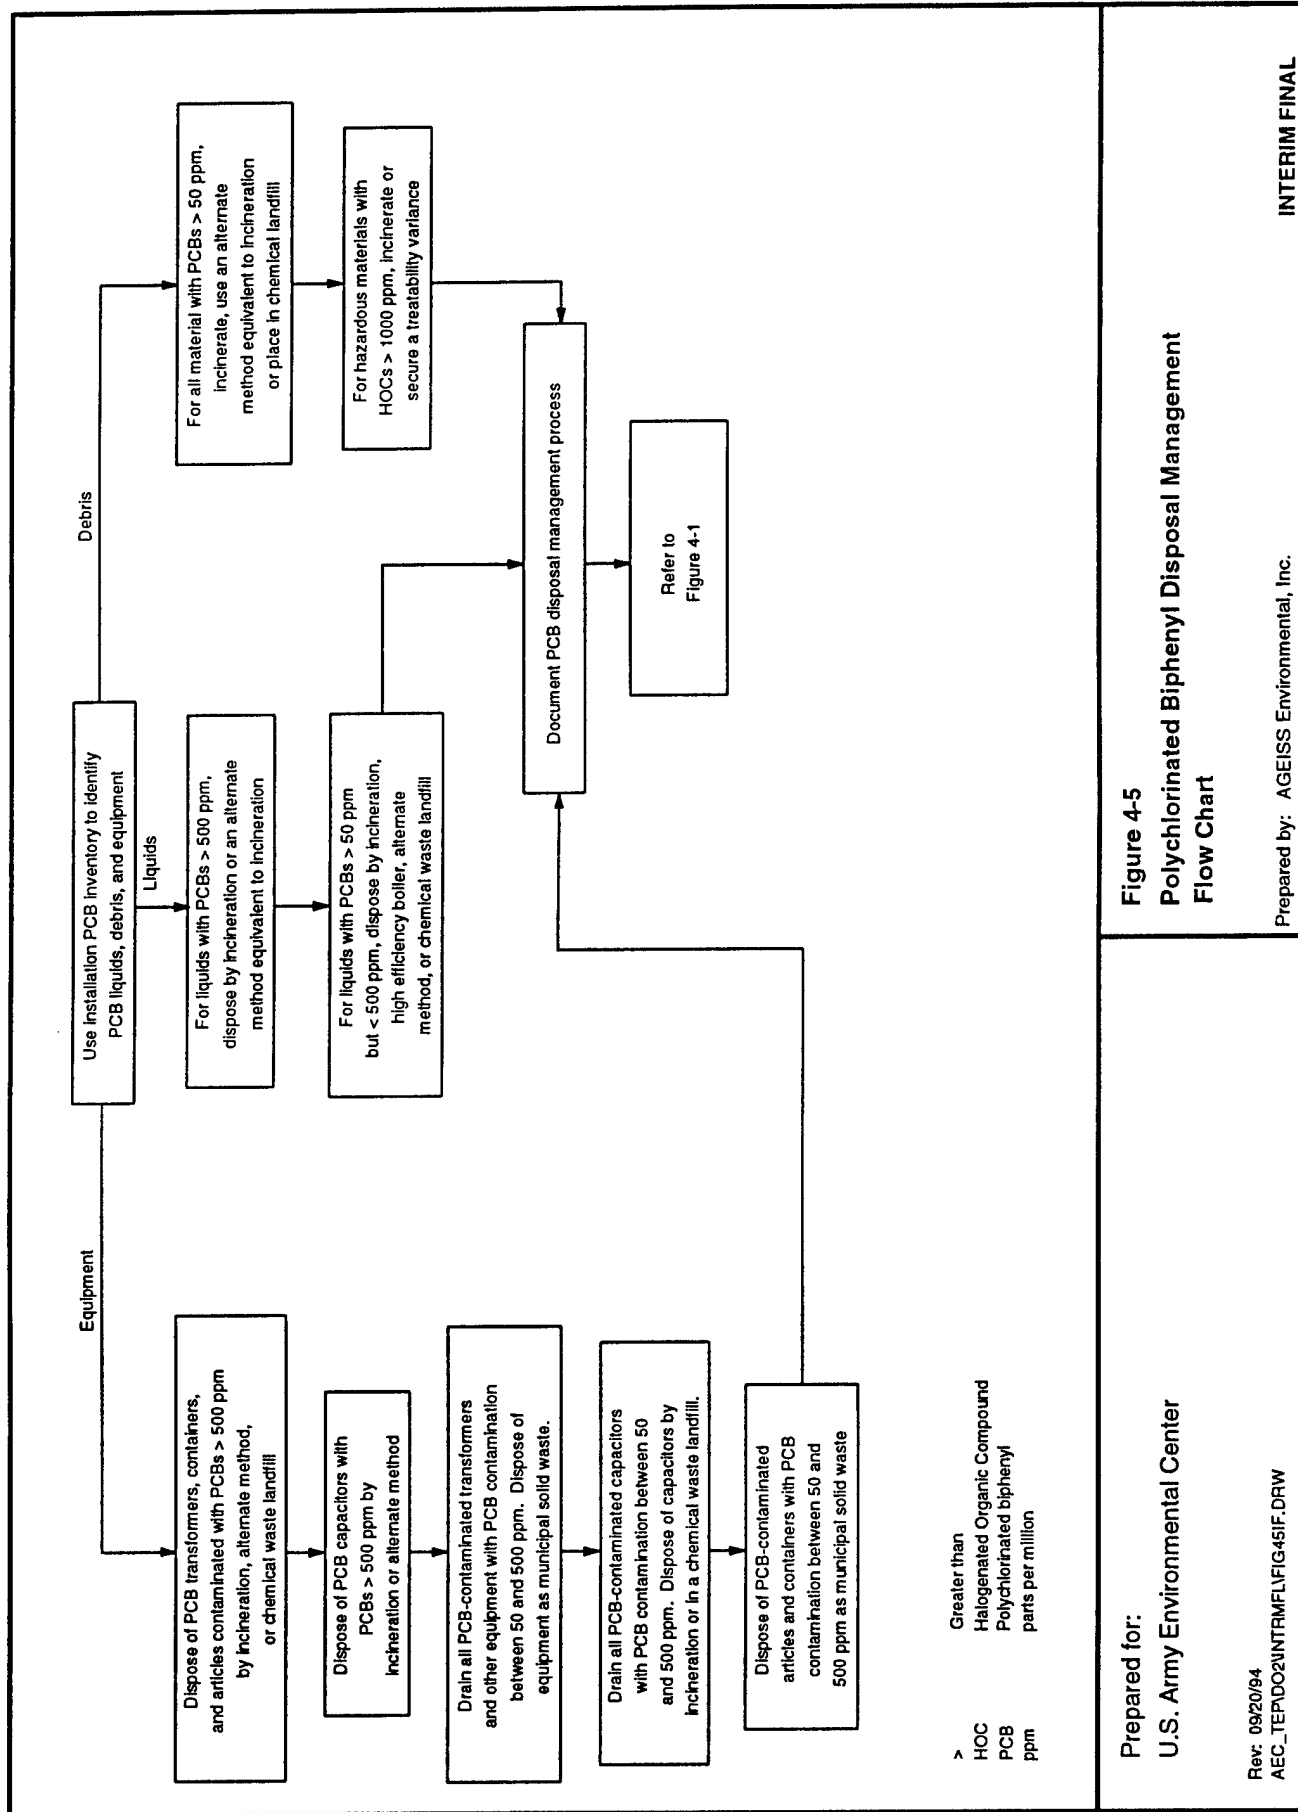 Use installation PCB inventory to identify
PCB liquids, debris, and equipment
Equipment
Liquids
Debris
Dispose of PCB transformers, containers,
and articles contaminated with PCBs > 500 ppm
by incineration, alternate method,
or chemical waste landfill
Dispose of PCB capacitors with
PCBs > 500 ppm by
incineration or alternate method
Drain all PCB-contaminated transformers
and other equipment with PCB contamination
between 50 and 500 ppm. Dispose of
equipment as municipal solid waste.
Drain all PCB-contaminated capacitors
with PCB contamination between 50
and 500 ppm. Dispose of capacitors by
incineration or in a chemical waste landfill.
Dispose of PCB-contaminated
articles and containers with PCB
contamination between 50 and
500 ppm as municipal solid waste
For liquids with PCBs > 500 ppm,
dispose by incineration or an alternate
method equivalent to incineration
For liquids with PCBs > 50 ppm
but < 500 ppm, dispose by incineration,
high efficiency boiler, alternate
method, or chemical waste landfill
For all material with PCBs > 50 ppm,
incinerate, use an alternate
method equivalent to incineration
or place in chemical landfill
For hazardous materials with
HOCs > 1000 ppm, incinerate or
secure a treatability variance
Document PCB disposal management process
Refer to
Figure 4-1
> Greater than
HOC Halogenated Organic Compound
PCB Polychlorinated biphenyl
ppm parts per million
Prepared for:
U.S. Army Environmental Center
Rev: 09/20/94
AEC_TEP\DO2\INTRMFL\FIG45IF.DRW
Figure 4-5
Polychlorinated Biphenyl Disposal Management
Flow Chart
Prepared by: AGEISS Environmental, Inc.
INTERIM FINAL